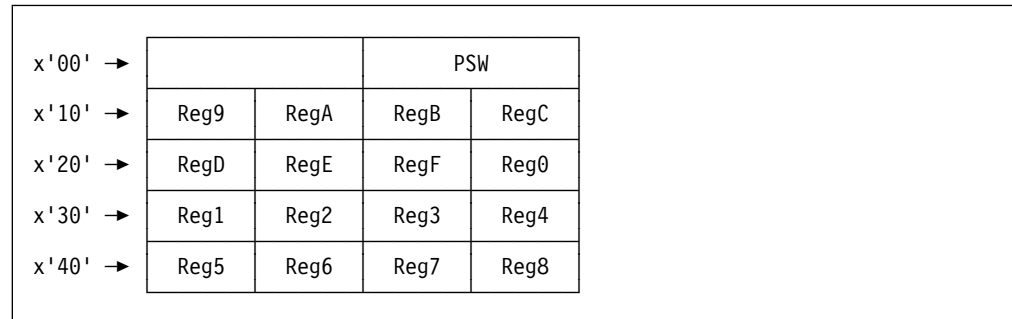 x'00' → PSW
x'10' → Reg9 RegA RegB RegC
x'20' → RegD RegE RegF Reg0
x'30' → Reg1 Reg2 Reg3 Reg4
x'40' → Reg5 Reg6 Reg7 Reg8